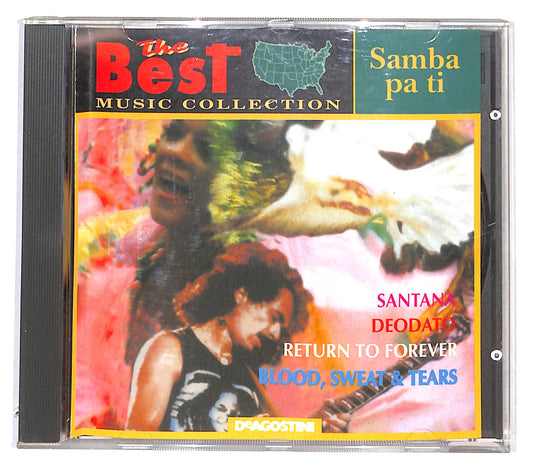 The
Best
MUSIC COLLECTION
Samba
pa ti
SANTANA
DEODATO
RETURN TO FOREVER
BLOOD, SWEAT & TEARS
DEAGOSTINI